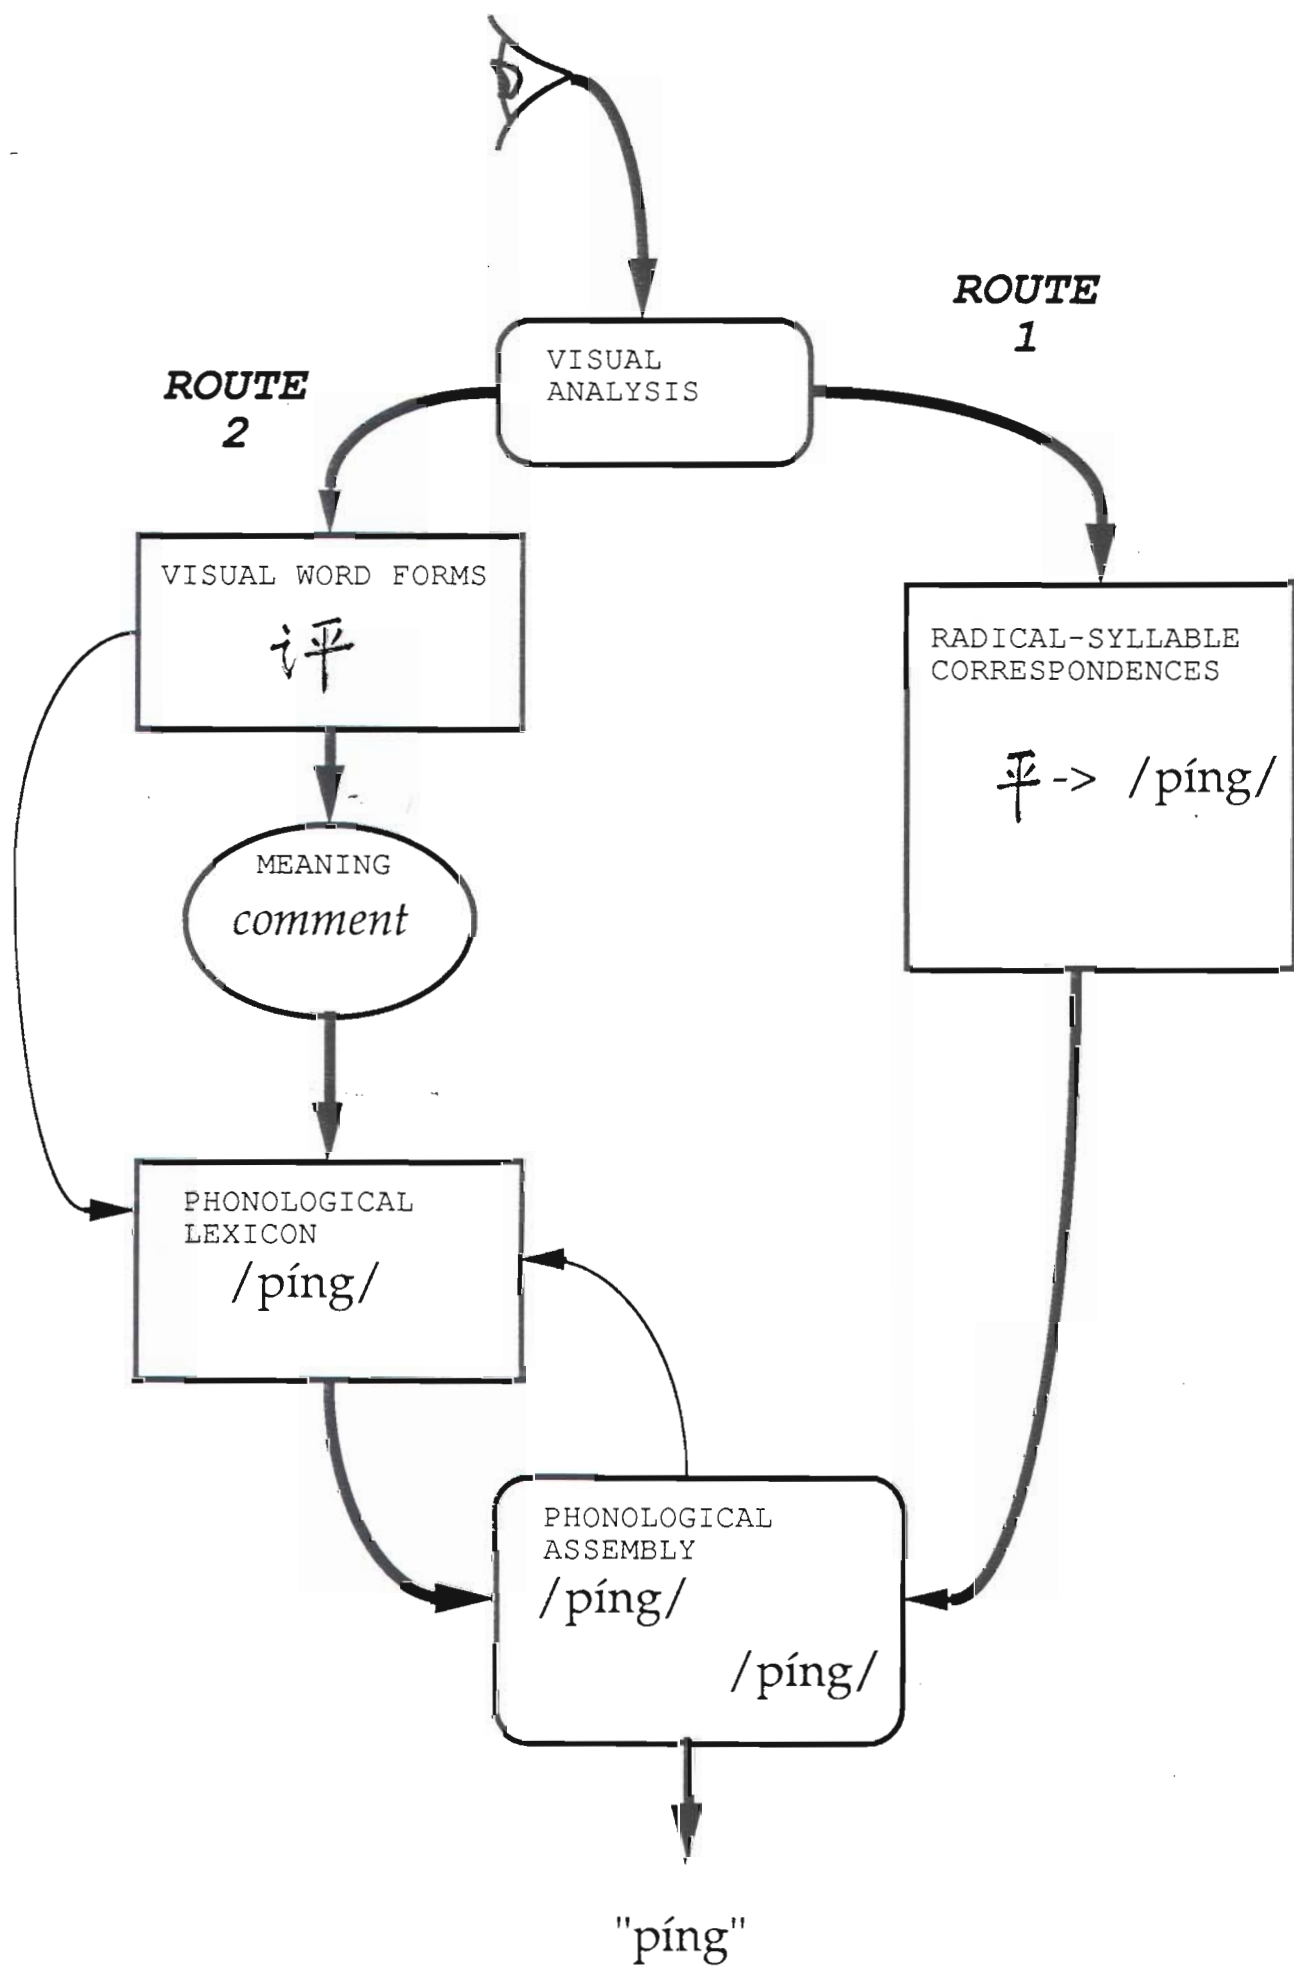 ROUTE
1
VISUAL
ANALYSIS
ROUTE
2
VISUAL WORD FORMS
评
RADICAL-SYLLABLE
CORRESPONDENCES
平-> /píng/
MEANING
comment
PHONOLOGICAL
LEXICON
/píng/
PHONOLOGICAL
ASSEMBLY
/píng/
/píng/
"píng"